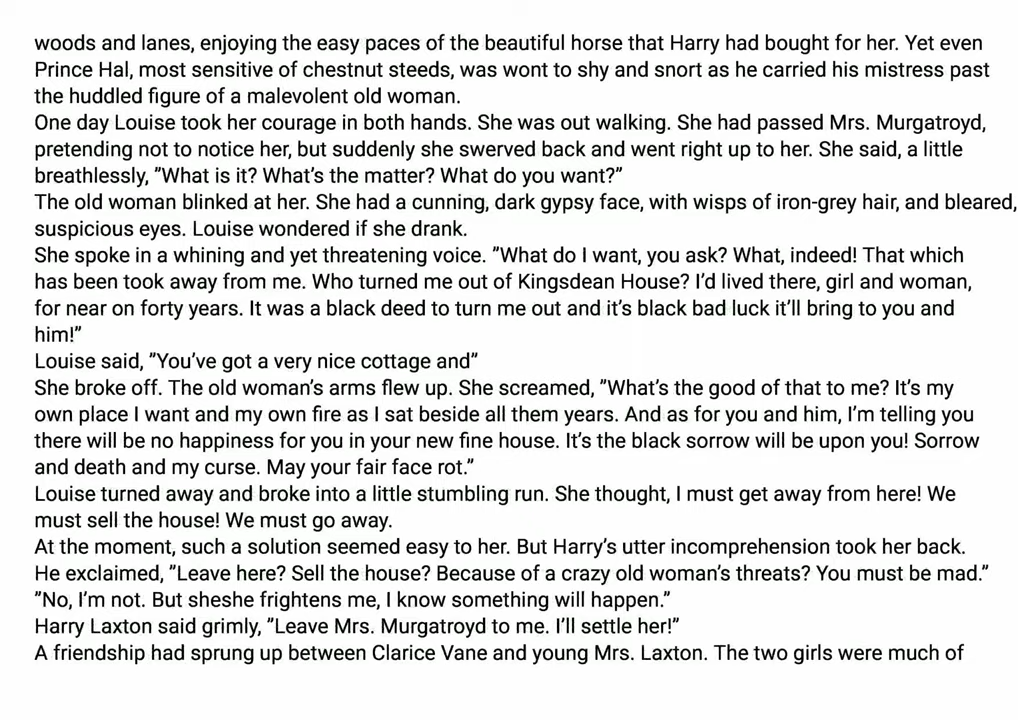 woods and lanes, enjoying the easy paces of the beautiful horse that Harry had bought for her. Yet even
Prince Hal, most sensitive of chestnut steeds, was wont to shy and snort as he carried his mistress past
the huddled figure of a malevolent old woman.
One day Louise took her courage in both hands. She was out walking. She had passed Mrs. Murgatroyd,
pretending not to notice her, but suddenly she swerved back and went right up to her. She said, a little
breathlessly, ”What is it? What’s the matter? What do you want?”
The old woman blinked at her. She had a cunning, dark gypsy face, with wisps of iron-grey hair, and bleared,
suspicious eyes. Louise wondered if she drank.
She spoke in a whining and yet threatening voice. ”What do I want, you ask? What, indeed! That which
has been took away from me. Who turned me out of Kingsdean House? I’d lived there, girl and woman,
for near on forty years. It was a black deed to turn me out and it’s black bad luck it’ll bring to you and
him!”
Louise said, ”You’ve got a very nice cottage and”
She broke off. The old woman’s arms flew up. She screamed, ”What’s the good of that to me? It’s my
own place I want and my own fire as I sat beside all them years. And as for you and him, I’m telling you
there will be no happiness for you in your new fine house. It’s the black sorrow will be upon you! Sorrow
and death and my curse. May your fair face rot.”
Louise turned away and broke into a little stumbling run. She thought, I must get away from here! We
must sell the house! We must go away.
At the moment, such a solution seemed easy to her. But Harry’s utter incomprehension took her back.
He exclaimed, ”Leave here? Sell the house? Because of a crazy old woman’s threats? You must be mad.”
”No, I’m not. But sheshe frightens me, I know something will happen.”
Harry Laxton said grimly, ”Leave Mrs. Murgatroyd to me. I’ll settle her!”
A friendship had sprung up between Clarice Vane and young Mrs. Laxton. The two girls were much of